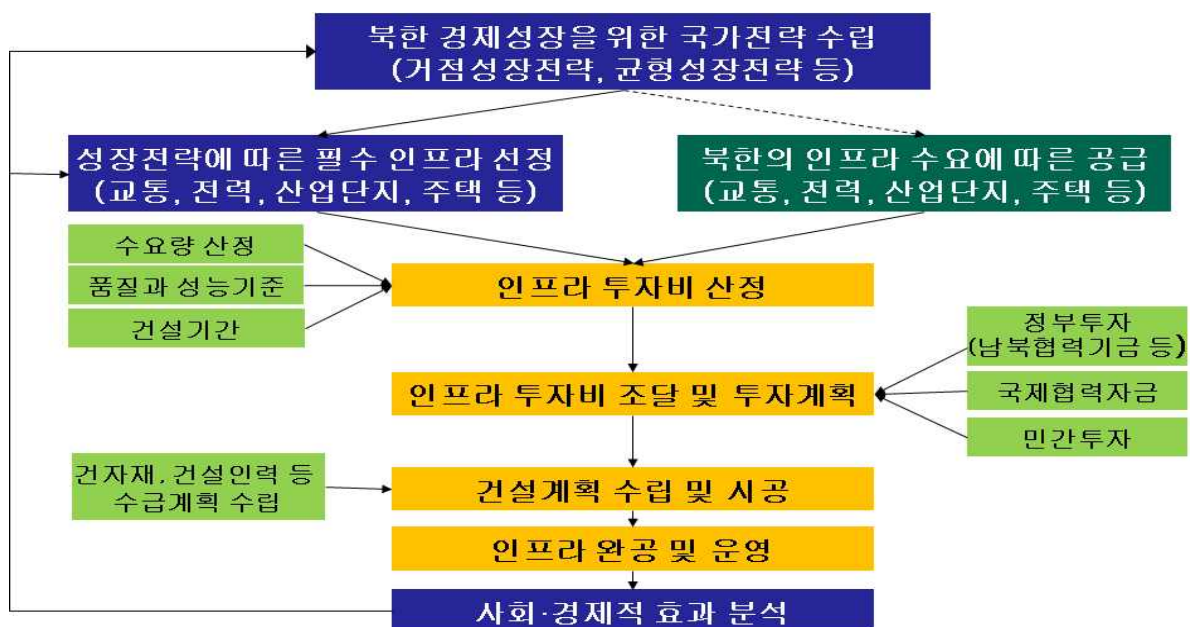 북한 경제성장을 위한 국가전략 수립
(거점성장전략, 균형성장전략 등)
성장전략에 따른 필수 인프라 선정
(교통, 전력, 산업단지, 주택 등)
북한의 인프라 수요에 따른 공급
(교통, 전력, 산업단지, 주택 등)
수요량 산정
품질과 성능기준
건설기간
인프라 투자비 산정
정부투자
(남북협력기금 등)
국제협력자금
민간투자
인프라 투자비 조달 및 투자계획
건자재, 건설인력 등
수급계획 수립
건설계획 수립 및 시공
인프라 완공 및 운영
사회·경제적 효과 분석